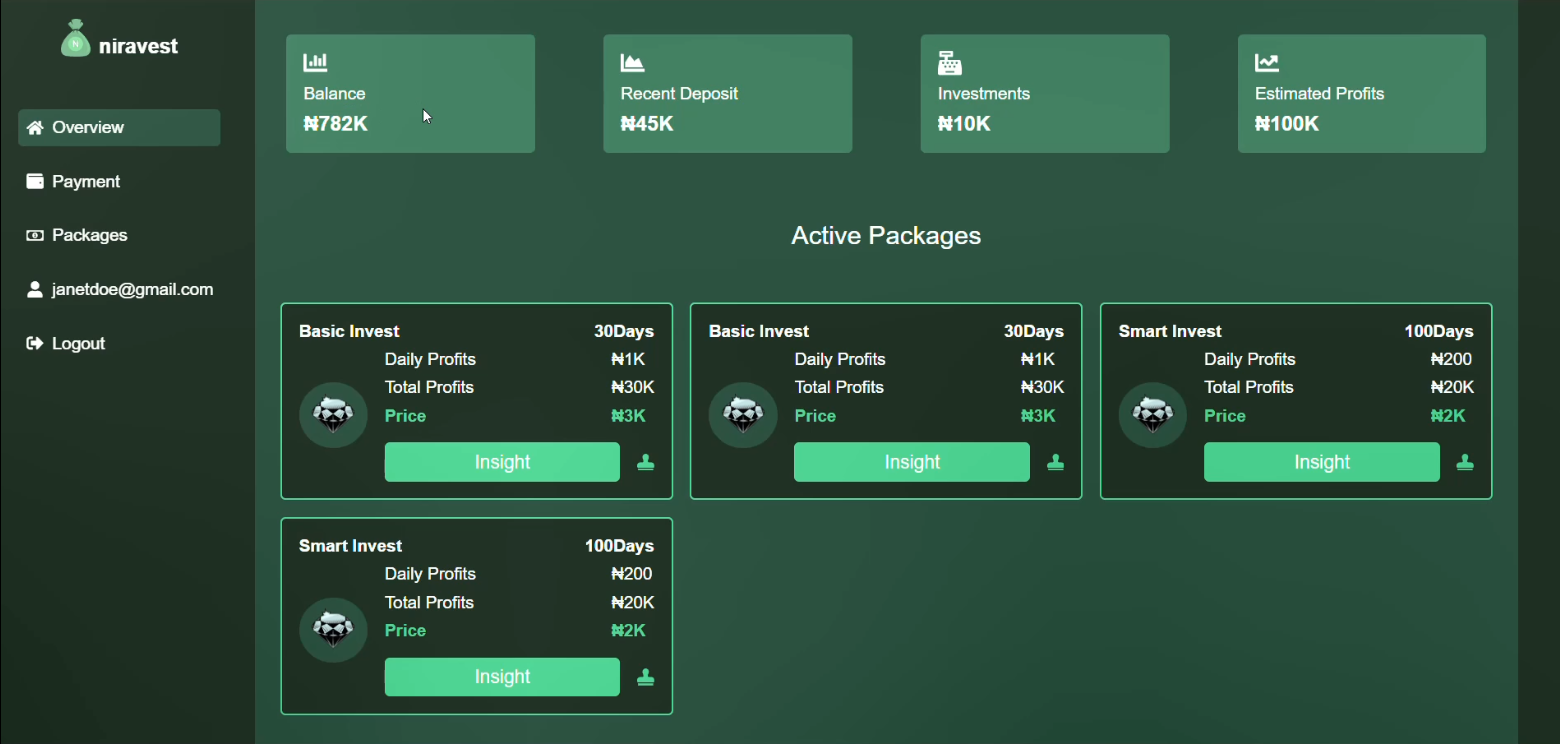 N niravest
Overview
Payment
Packages
janetdoe@gmail.com
Logout
Balance
₦782K
Recent Deposit
₦45K
Investments
₦10K
Estimated Profits
₦100K
Active Packages
Basic Invest 30Days
Daily Profits ₦1K
Total Profits ₦30K
Price ₦3K
Insight
Basic Invest 30Days
Daily Profits ₦1K
Total Profits ₦30K
Price ₦3K
Insight
Smart Invest 100Days
Daily Profits ₦200
Total Profits ₦20K
Price ₦2K
Insight
Smart Invest 100Days
Daily Profits ₦200
Total Profits ₦20K
Price ₦2K
Insight